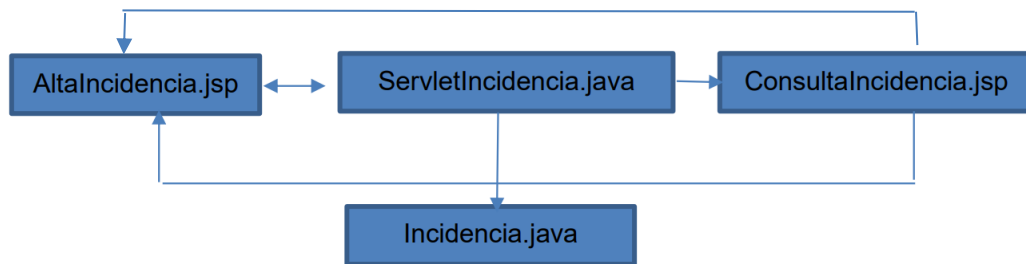 AltaIncidencia.jsp
ServletIncidencia.java
ConsultaIncidencia.jsp
Incidencia.java